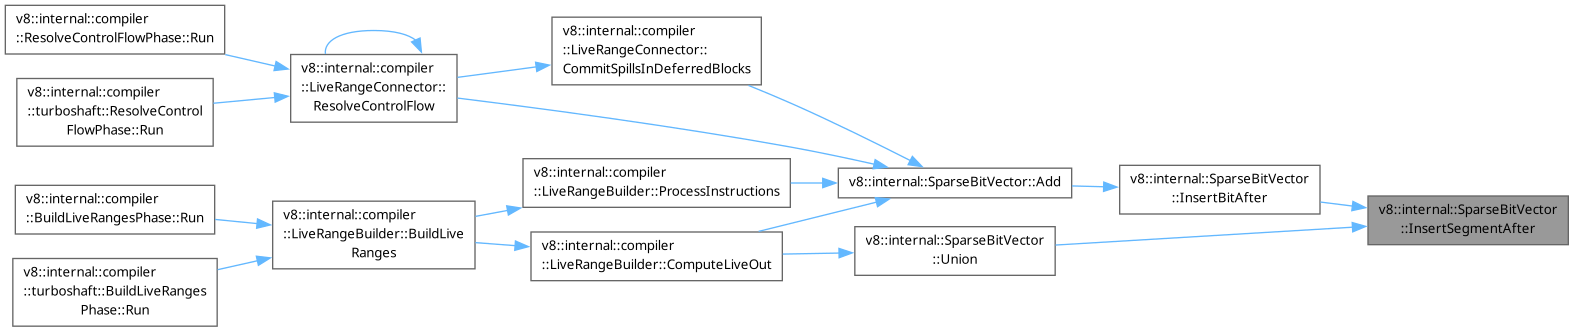 v8::internal::compiler
::ResolveControlFlowPhase::Run
v8::internal::compiler
::turboshaft::ResolveControl
FlowPhase::Run
v8::internal::compiler
::BuildLiveRangesPhase::Run
v8::internal::compiler
::turboshaft::BuildLiveRanges
Phase::Run
v8::internal::compiler
::LiveRangeConnector::
ResolveControlFlow
v8::internal::compiler
::LiveRangeBuilder::BuildLive
Ranges
v8::internal::compiler
::LiveRangeConnector::
CommitSpillsInDeferredBlocks
v8::internal::compiler
::LiveRangeBuilder::ProcessInstructions
v8::internal::compiler
::LiveRangeBuilder::ComputeLiveOut
v8::internal::SparseBitVector::Add
v8::internal::SparseBitVector
::Union
v8::internal::SparseBitVector
::InsertBitAfter
v8::internal::SparseBitVector
::InsertSegmentAfter